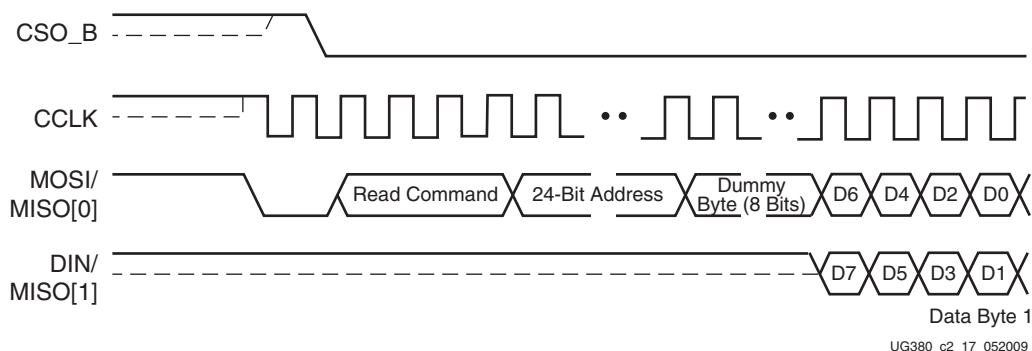 CSO_B
CCLK
MOSI/
MISO[0]
Read Command
24-Bit Address
Dummy
Byte (8 Bits)
D6 D4 D2 D0
DIN/
MISO[1]
D7 D5 D3 D1
Data Byte 1
UG380_c2_17_052009